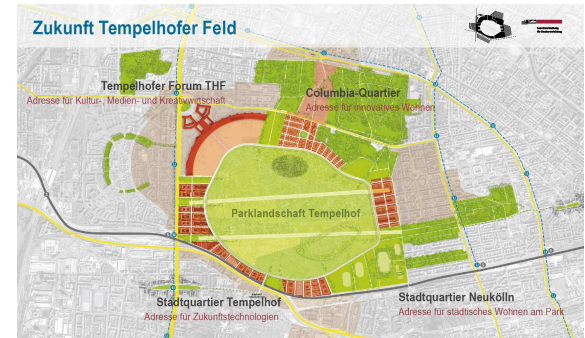 Zukunft Tempelhofer Feld
Tempelhofer Forum THF
Adresse für Kultur-, Medien- und Kreativwirtschaft
Columbia-Quartier
Adresse für innovatives Wohnen
Parklandschaft Tempelhof
Stadtquartier Tempelhof
Adresse für Zukunftstechnologien
Stadtquartier Neukölln
Adresse für städtisches Wohnen am Park